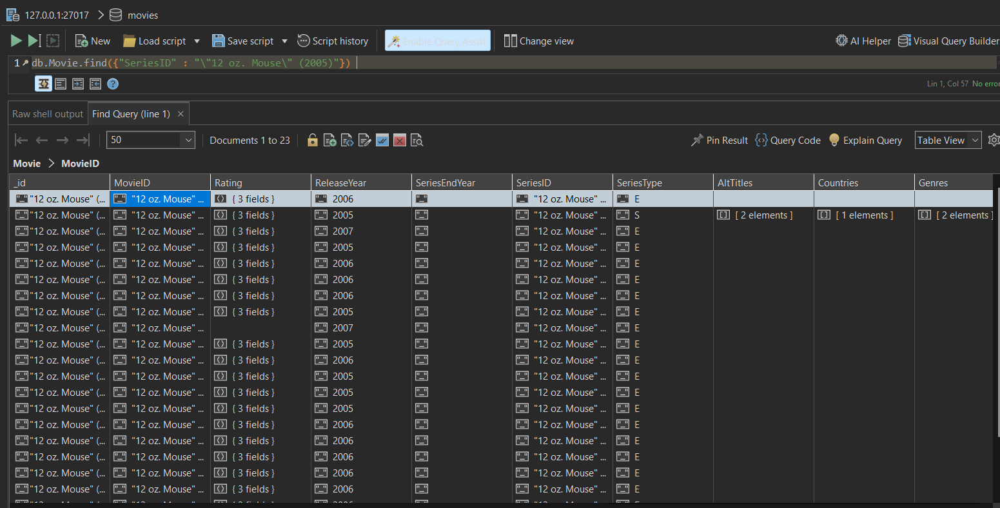 127.0.0.1:27017 movies
New Load script Save script Script history Enable Query Assist Change view AI Helper Visual Query Builder
1 db.Movie.find({"SeriesID" : "\"12 oz. Mouse\" (2005)"})
Lin 1, Col 57 No error
Raw shell output Find Query (line 1) ×
50 Documents 1 to 23 Pin Result Query Code Explain Query Table View
Movie > MovieID
_id MovieID Rating ReleaseYear SeriesEndYear SeriesID SeriesType AltTitles Countries Genres
"12 oz. Mouse" (... "12 oz. Mouse" ... { 3 fields } 2006 "12 oz. Mouse" ... E
"12 oz. Mouse" (... "12 oz. Mouse" ... { 3 fields } 2005 "12 oz. Mouse" ... S [ 2 elements ] [ 1 elements ] [ 2 elements ]
"12 oz. Mouse" (... "12 oz. Mouse" ... { 3 fields } 2007 "12 oz. Mouse" ... E
"12 oz. Mouse" (... "12 oz. Mouse" ... { 3 fields } 2005 "12 oz. Mouse" ... E
"12 oz. Mouse" (... "12 oz. Mouse" ... { 3 fields } 2006 "12 oz. Mouse" ... E
"12 oz. Mouse" (... "12 oz. Mouse" ... { 3 fields } 2006 "12 oz. Mouse" ... E
"12 oz. Mouse" (... "12 oz. Mouse" ... { 3 fields } 2006 "12 oz. Mouse" ... E
"12 oz. Mouse" (... "12 oz. Mouse" ... { 3 fields } 2005 "12 oz. Mouse" ... E
"12 oz. Mouse" (... "12 oz. Mouse" ... 2007 "12 oz. Mouse" ... E
"12 oz. Mouse" (... "12 oz. Mouse" ... { 3 fields } 2005 "12 oz. Mouse" ... E
"12 oz. Mouse" (... "12 oz. Mouse" ... { 3 fields } 2006 "12 oz. Mouse" ... E
"12 oz. Mouse" (... "12 oz. Mouse" ... { 3 fields } 2005 "12 oz. Mouse" ... E
"12 oz. Mouse" (... "12 oz. Mouse" ... { 3 fields } 2005 "12 oz. Mouse" ... E
"12 oz. Mouse" (... "12 oz. Mouse" ... { 3 fields } 2005 "12 oz. Mouse" ... E
"12 oz. Mouse" (... "12 oz. Mouse" ... { 3 fields } 2006 "12 oz. Mouse" ... E
"12 oz. Mouse" (... "12 oz. Mouse" ... { 3 fields } 2006 "12 oz. Mouse" ... E
"12 oz. Mouse" (... "12 oz. Mouse" ... { 3 fields } 2006 "12 oz. Mouse" ... E
"12 oz. Mouse" (... "12 oz. Mouse" ... { 3 fields } 2006 "12 oz. Mouse" ... E
"12 oz. Mouse" (... "12 oz. Mouse" ... { 3 fields } 2006 "12 oz. Mouse" ... E